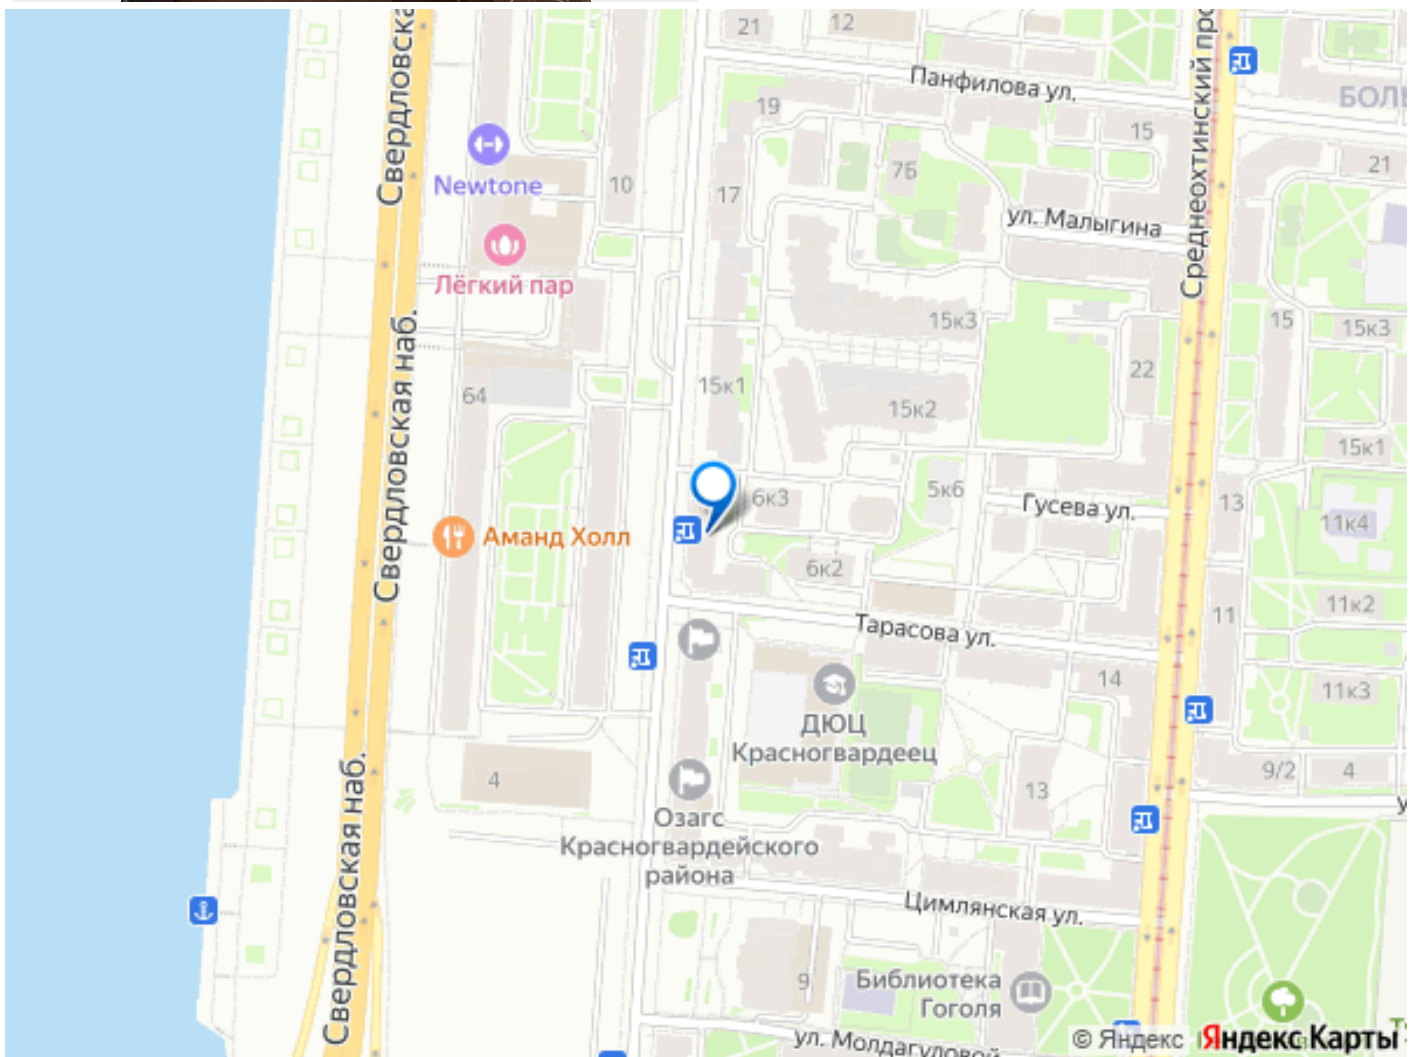 Свердловска
21
12
Панфилова ул.
Среднеохтинский про
БОЛЬ
19
15
21
Newtone
10
17
7Б
ул. Малыгина
Лёгкий пар
15к3
15
15к3
Свердловская наб.
64
15к1
15к2
22
15к1
6к3
5к6
Гусева ул.
13
11к4
Аманд Холл
6к2
11к2
11
Тарасова ул.
14
11к3
ДЮЦ
Красногвардеец
4
13
9/2
4
у
Озагс
Красногвардейского
района
Свердловская наб.
Цимлянская ул.
9
Библиотека
Гоголя
ул. Молдагуловой
© Яндекс
Яндекс Карты